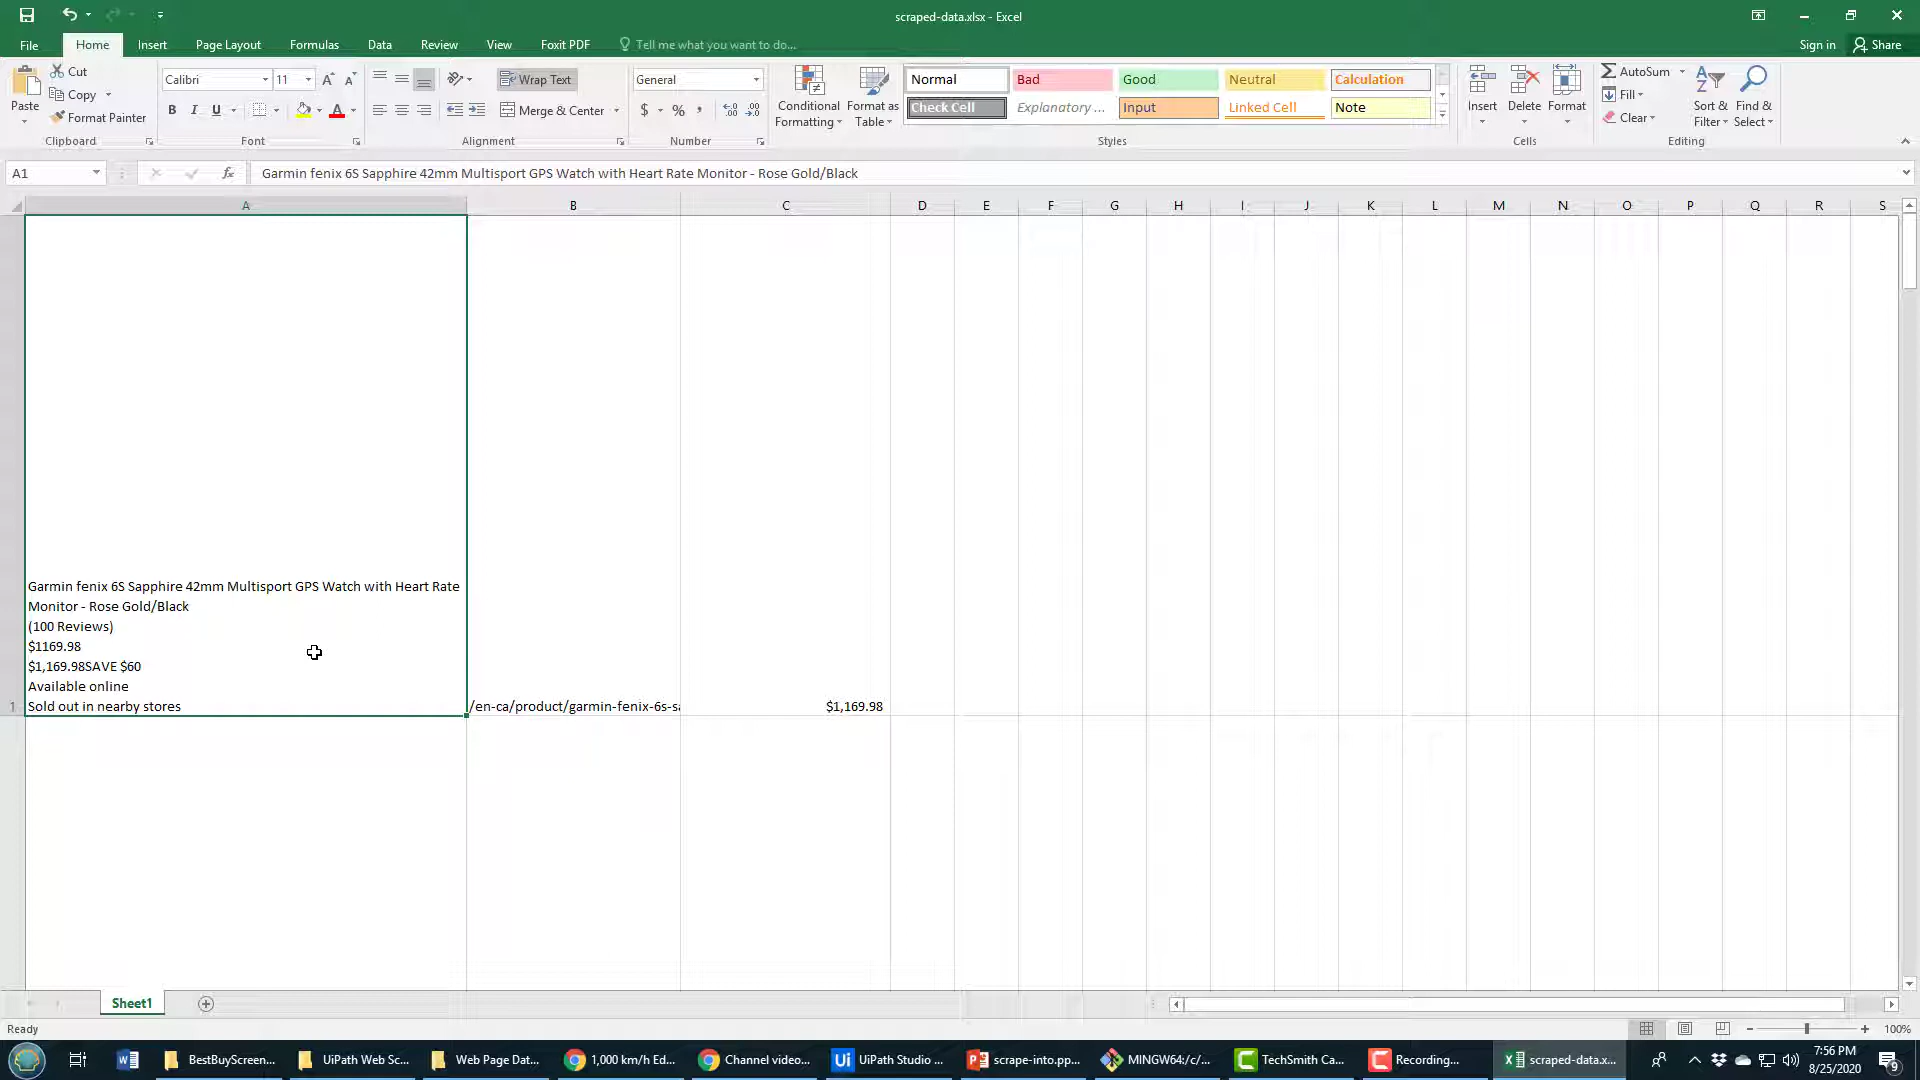 scraped-data.xlsx - Excel
File
Home
Insert
Page Layout
Formulas
Data
Review
View
Foxit PDF
Tell me what you want to do...
Sign in
Share
Paste
Cut
Copy
Format Painter
Clipboard
Calibri
11
B I U
Font
Wrap Text
Merge & Center
Alignment
General
$ % ,
Number
Conditional
Formatting
Format as
Table
Normal
Bad
Good
Neutral
Calculation
Check Cell
Explanatory ...
Input
Linked Cell
Note
Styles
Insert
Delete
Format
Cells
AutoSum
Fill
Clear
Sort &
Filter
Find &
Select
Editing
A1
fx
Garmin fenix 6S Sapphire 42mm Multisport GPS Watch with Heart Rate Monitor - Rose Gold/Black
A B C D E F G H I J K L M N O P Q R S
Garmin fenix 6S Sapphire 42mm Multisport GPS Watch with Heart Rate
Monitor - Rose Gold/Black
(100 Reviews)
$1169.98
$1,169.98SAVE $60
Available online
1 Sold out in nearby stores /en-ca/product/garmin-fenix-6s-sa $1,169.98
Sheet1
Ready
100%
BestBuyScreen...
UiPath Web Sc...
Web Page Dat...
1,000 km/h Ed...
Channel video...
Ui UiPath Studio ...
scrape-into.pp...
MINGW64:/c/...
TechSmith Ca...
Recording...
scraped-data.x...
7:56 PM
8/25/2020
9